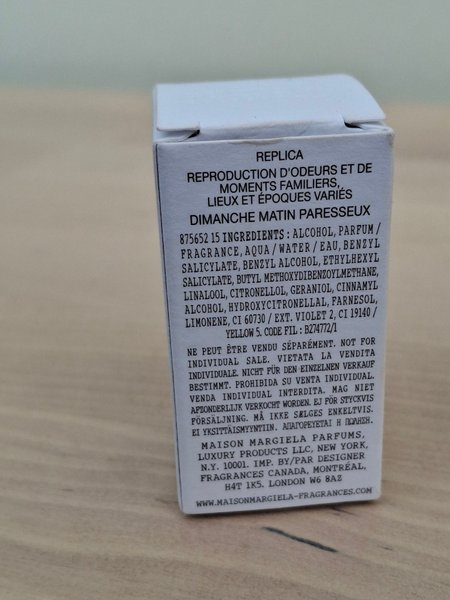 REPLICA
REPRODUCTION D'ODEURS ET DE
MOMENTS FAMILIERS,
LIEUX ET ÉPOQUES VARIÉS
DIMANCHE MATIN PARESSEUX
875652 15 INGREDIENTS : ALCOHOL, PARFUM /
FRAGRANCE, AQUA / WATER / EAU, BENZYL
SALICYLATE, BENZYL ALCOHOL, ETHYLHEXYL
SALICYLATE, BUTYL METHOXYDIBENZOYLMETHANE,
LINALOOL, CITRONELLOL, GERANIOL, CINNAMYL
ALCOHOL, HYDROXYCITRONELLAL, FARNESOL,
LIMONENE, CI 60730 / EXT. VIOLET 2, CI 19140 /
YELLOW 5. CODE FIL : B274772/1
NE PEUT ÊTRE VENDU SÉPARÉMENT. NOT FOR
INDIVIDUAL SALE. VIETATA LA VENDITA
INDIVIDUALE. NICHT FÜR DEN EINZELNEN VERKAUF
BESTIMMT. PROHIBIDA SU VENTA INDIVIDUAL.
VENDA INDIVIDUAL INTERDITA. MAG NIET
AFZONDERLIJK VERKOCHT WORDEN. EJ FÖR STYCKVIS
FÖRSÄLJNING. MÅ IKKE SÆLGES ENKELTVIS.
EI YKSITTÄISMYYNTIIN. ΑΠΑΓΟΡΕΥΕΤΑΙ Η ΠΩΛΗΣΗ.
MAISON MARGIELA PARFUMS,
LUXURY PRODUCTS LLC, NEW YORK,
N.Y. 10001. IMP. BY/PAR DESIGNER
FRAGRANCES CANADA, MONTRÉAL,
H4T 1K5. LONDON W6 8AZ
WWW.MAISONMARGIELA-FRAGRANCES.COM